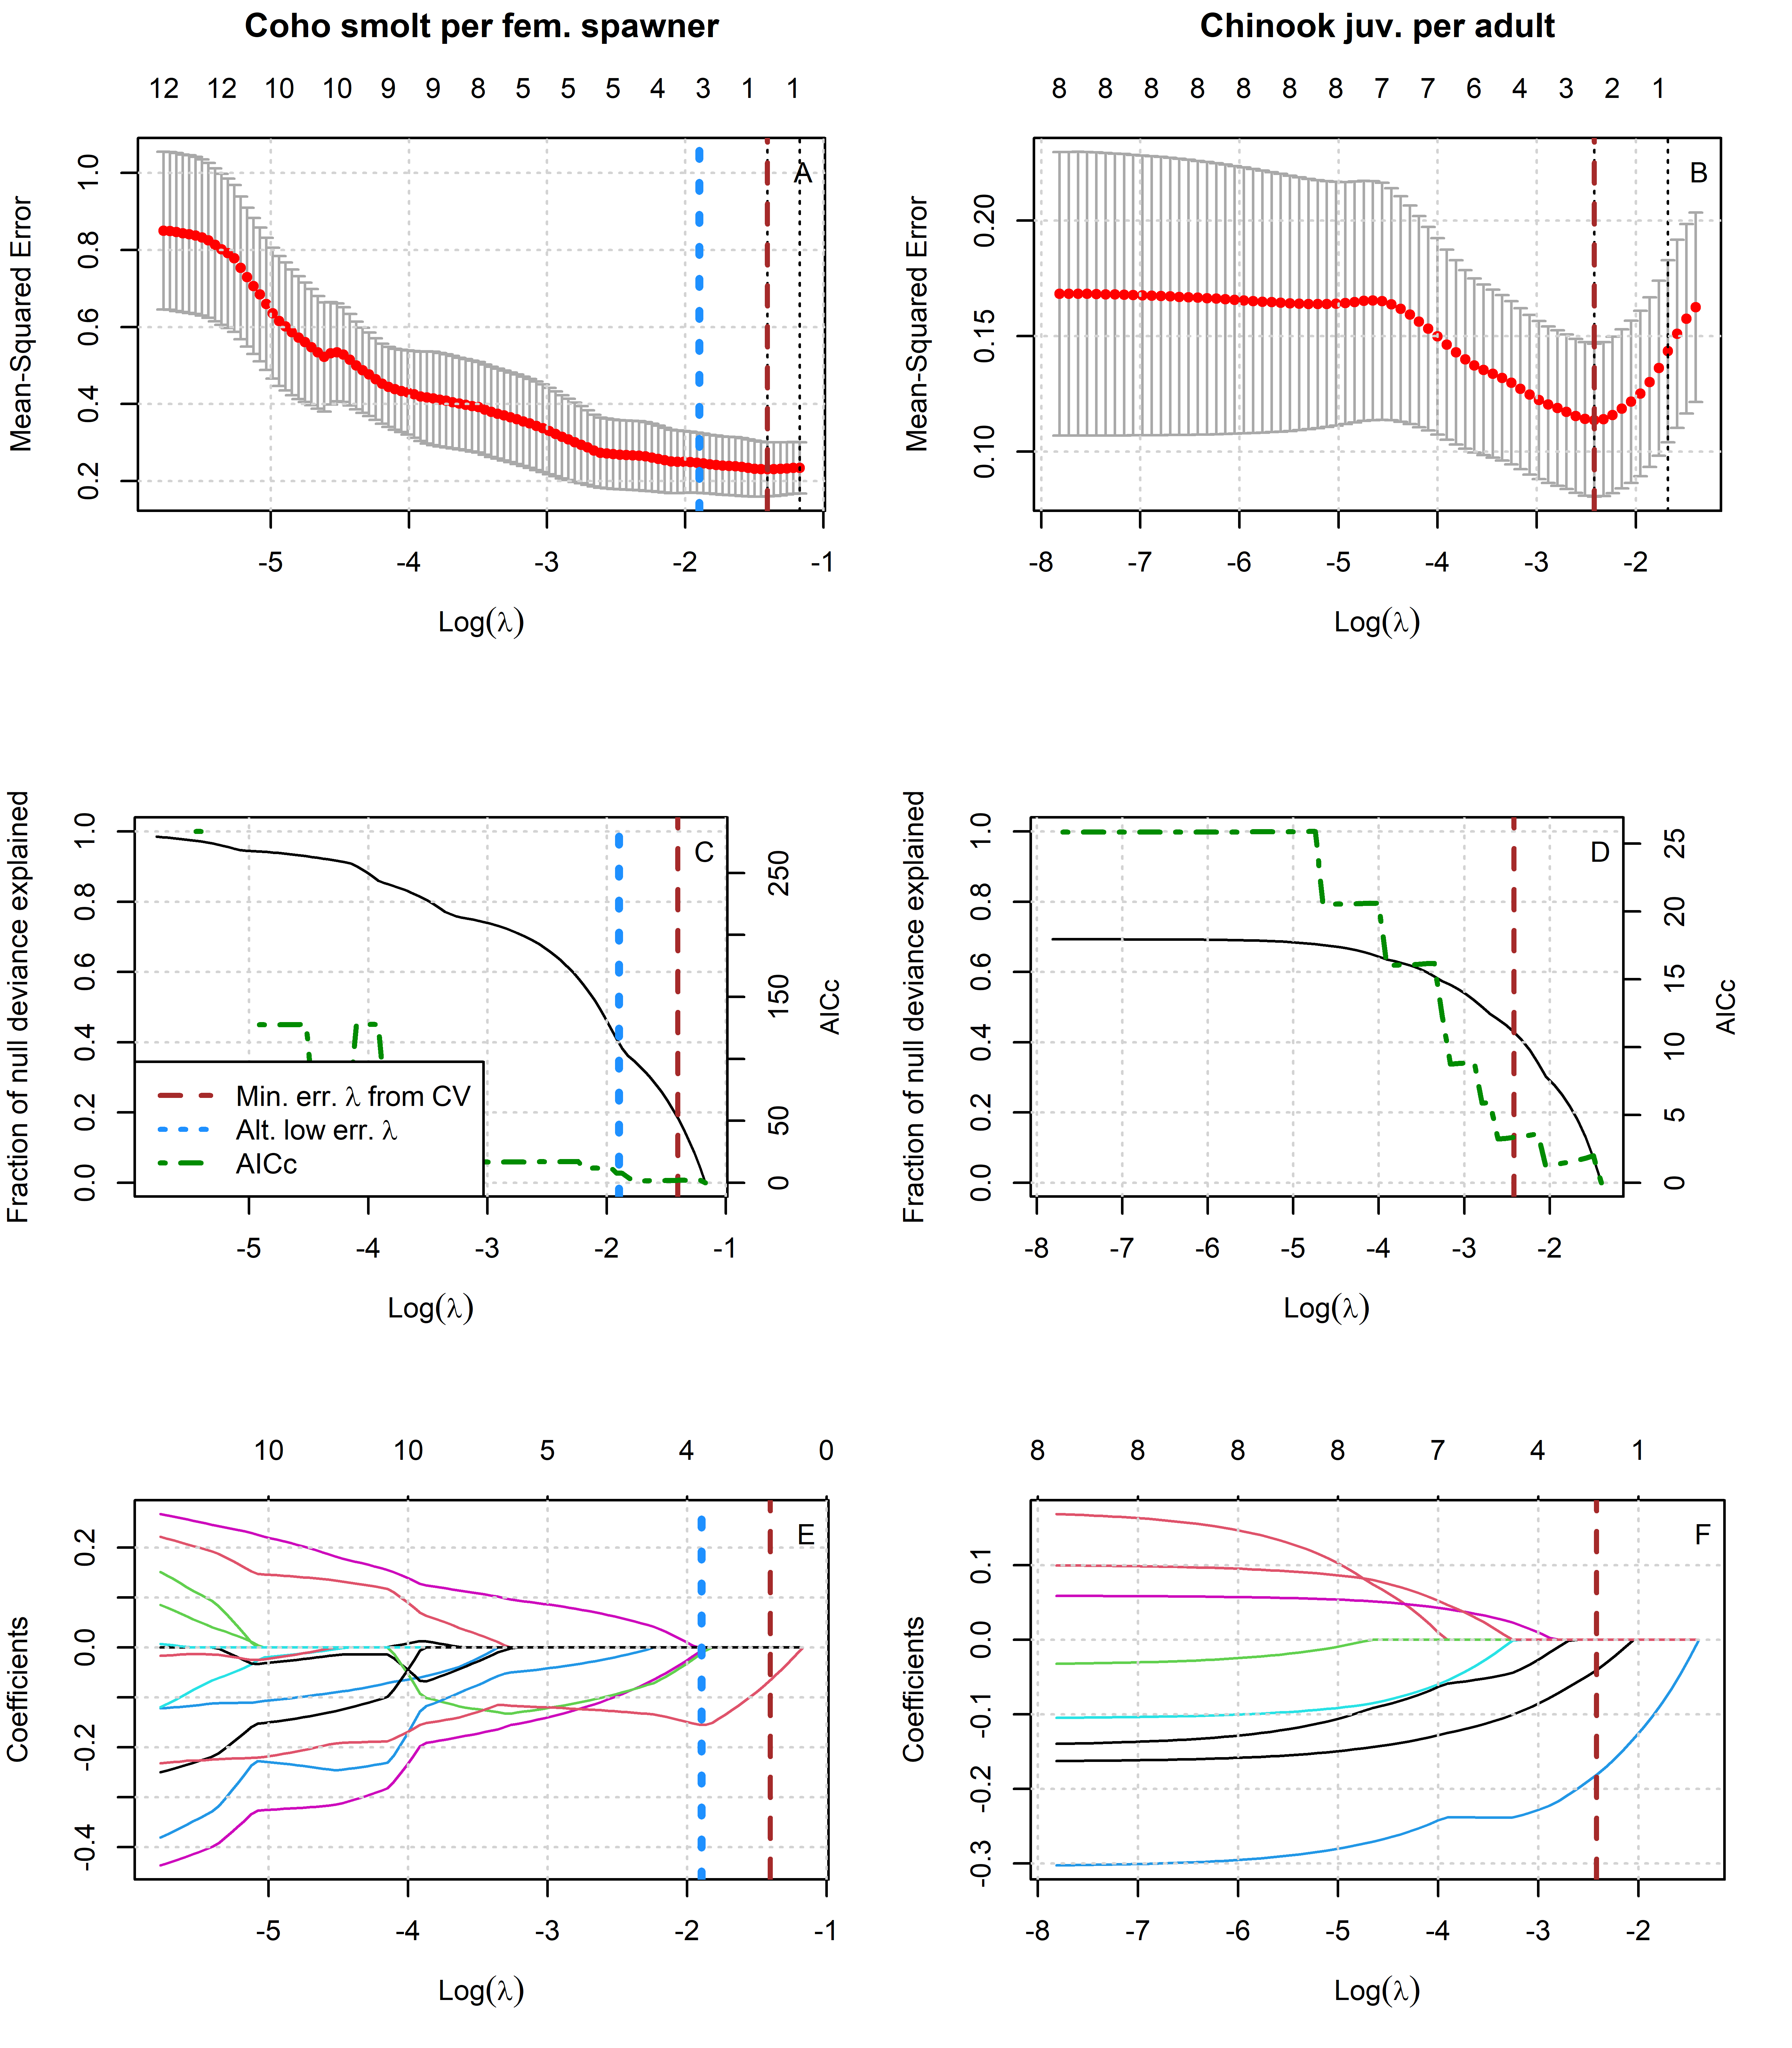 Coho smolt per fem. spawner
12 12 10 10 9 9 8 5 5 5 4 3 1 1
Mean-Squared Error
1.0
0.8
0.6
0.4
0.2
A
-5 -4 -3 -2 -1
Log(λ)
Chinook juv. per adult
8 8 8 8 8 8 8 7 7 6 4 3 2 1
Mean-Squared Error
0.20
0.15
0.10
B
-8 -7 -6 -5 -4 -3 -2
Log(λ)
Fraction of null deviance explained
1.0
0.8
0.6
0.4
0.2
0.0
C
250
150
50
0
AICc
Min. err. λ from CV
Alt. low err. λ
AICc
-5 -4 -3 -2 -1
Log(λ)
Fraction of null deviance explained
1.0
0.8
0.6
0.4
0.2
0.0
D
25
20
15
10
5
0
AICc
-8 -7 -6 -5 -4 -3 -2
Log(λ)
10 10 5 4 0
Coefficients
0.2
0.0
-0.2
-0.4
E
-5 -4 -3 -2 -1
Log(λ)
8 8 8 8 7 4 1
Coefficients
0.1
0.0
-0.1
-0.2
-0.3
F
-8 -7 -6 -5 -4 -3 -2
Log(λ)